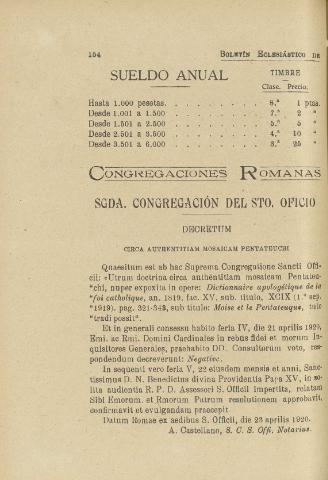 154 BOLETÍN ECLESIÁSTICO DE
SUELDO ANUAL TIMBRE
Clase. Precio.
Hasta 1.000 pesetas. . . . . . . . . 8.ª 1 ptas.
Desde 1.001 a 1.500 . . . . . . . . 7.ª 2 »
Desde 1.501 a 2.500 . . . . . . . . 5.ª 5 »
Desde 2.501 a 3.500 . . . . . . . . 4.ª 10 »
Desde 3.501 a 6.000 . . . . . . . . 3.ª 25 »
CONGREGACIONES ROMANAS
SGDA. CONGREGACIÓN DEL STO. OFICIO
DECRETUM
CIRCA AUTHENTITIAM MOSAICAM PENTATEUCHI
Quaesitum est ab hac Suprema Congregatione Sancti Offi-
cii: «Utrum doctrina circa authentitiam mosaicam Pentateu-
"chi, nuper exposita in opere: Dictionnaire apologétique de la
"foi catholique, an. 1919, fac. XV, sub. titulo, XCIX (1.ª sep.
"1919), pag. 321-343, sub titulo: Moise et le Pentateuque, tuto
"tradi possit".
Et in generali consessu habito feria IV, die 21 aprilis 1920,
Emi. ac Rmi. Domini Cardinales in rebus fidei et morum In-
quisitores Generales, praehabito DD. Consultorum voto, res-
pondendum decreverunt: Negative.
In sequenti vero feria V, 22 eiusdem mensis et anni, Sanc-
tissimus D. N. Benedictus divina Providentia Papa XV, in so-
lita audientia R. P. D. Assessori S. Officii impertita, relatam
Sibi Emorum. et Rmorum Patrum resolutionem approbavit,
confirmavit et evulgandam praecepit
Datum Romae ex aedibus S. Officii, die 23 aprilis 1920.
A. Castellano, S. C. S. Offi. Notarius.